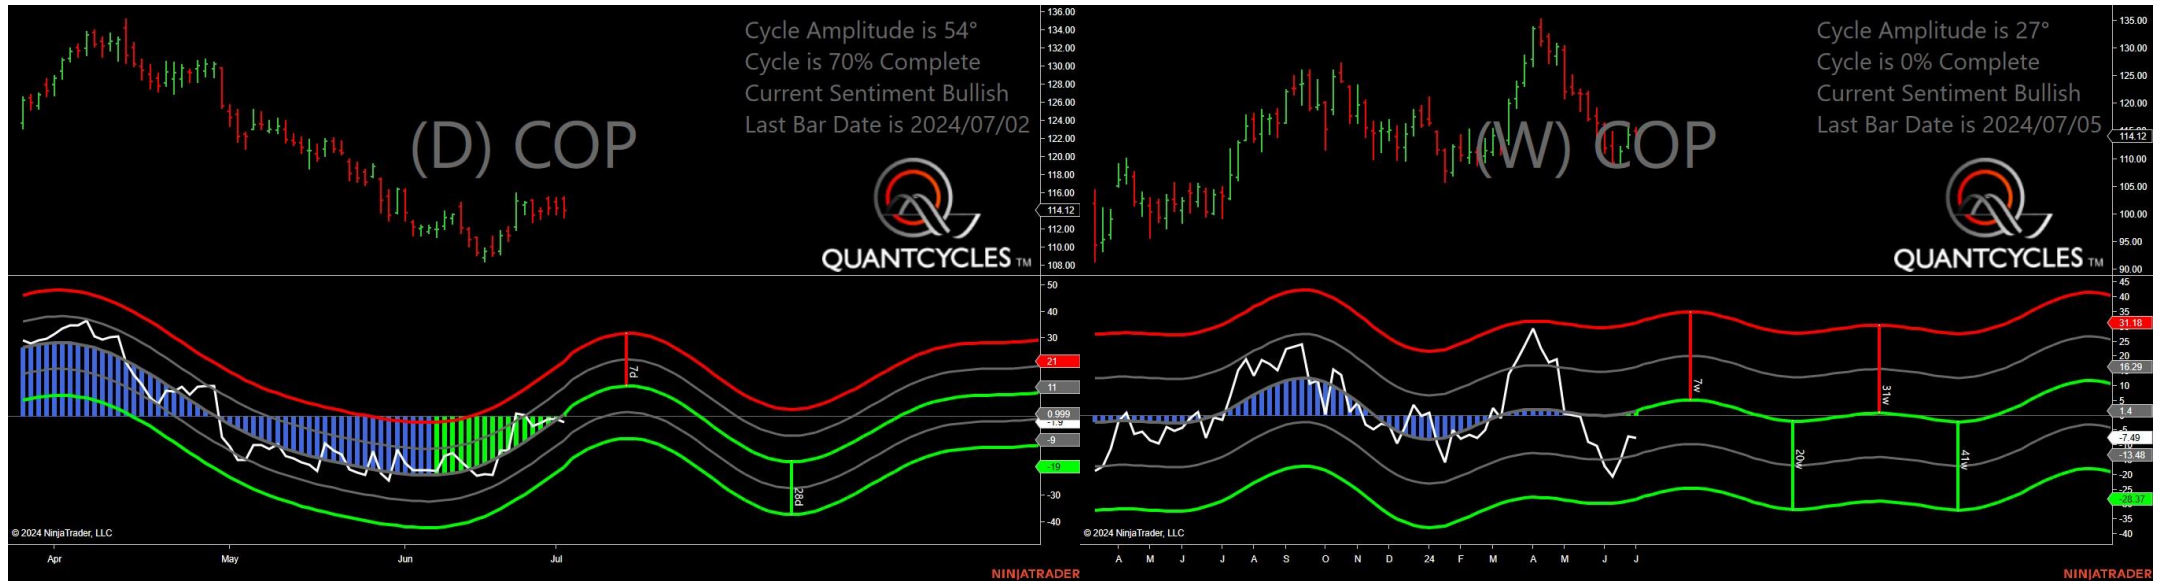 Cycle Amplitude is 54°
Cycle is 70% Complete
Current Sentiment Bullish
Last Bar Date is 2024/07/02
(D) COP
QUANTCYCLES TM
136.00
134.00
132.00
130.00
128.00
126.00
124.00
122.00
120.00
118.00
116.00
114.12
112.00
110.00
108.00
50
40
30
21
11
0.999
-1.9
-9
-19
-30
-40
7d
28d
© 2024 NinjaTrader, LLC
Apr May Jun Jul
NINJATRADER
Cycle Amplitude is 27°
Cycle is 0% Complete
Current Sentiment Bullish
Last Bar Date is 2024/07/05
(W) COP
QUANTCYCLES TM
135.00
130.00
125.00
120.00
114.12
110.00
105.00
100.00
95.00
90.00
45
40
35
31.18
25
20
16.29
10
5
1.4
-5
-7.49
-13.48
-20
-25
-28.37
-35
-40
7w
20w
31w
41w
© 2024 NinjaTrader, LLC
A M J J A S O N D 24 F M A M J J
NINJATRADER